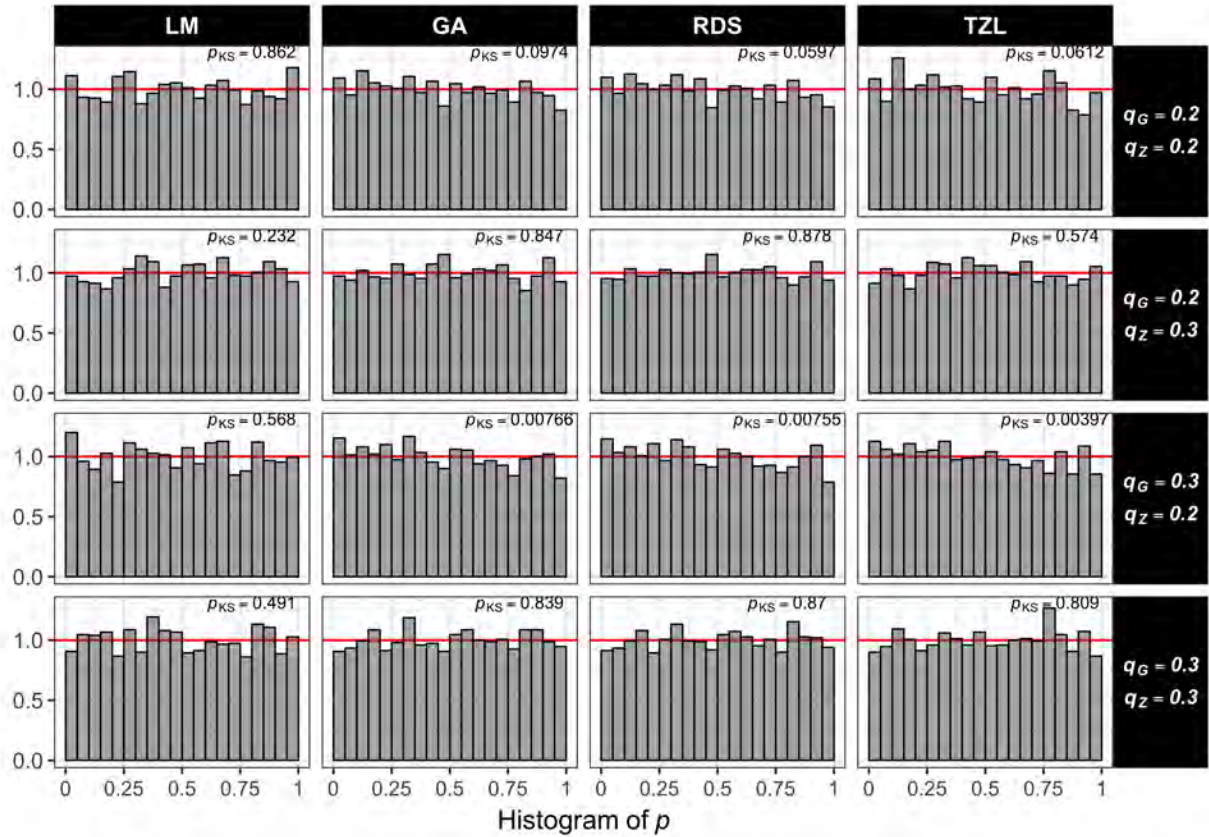 LM GA RDS TZL
pKS = 0.862 pKS = 0.0974 pKS = 0.0597 pKS = 0.0612
1.0
0.5
0.0
qG = 0.2
qZ = 0.2
pKS = 0.232 pKS = 0.847 pKS = 0.878 pKS = 0.574
1.0
0.5
0.0
qG = 0.2
qZ = 0.3
pKS = 0.568 pKS = 0.00766 pKS = 0.00755 pKS = 0.00397
1.0
0.5
0.0
qG = 0.3
qZ = 0.2
pKS = 0.491 pKS = 0.839 pKS = 0.87 pKS = 0.809
1.0
0.5
0.0
qG = 0.3
qZ = 0.3
0 0.25 0.5 0.75 1 0 0.25 0.5 0.75 1 0 0.25 0.5 0.75 1 0 0.25 0.5 0.75 1
Histogram of p